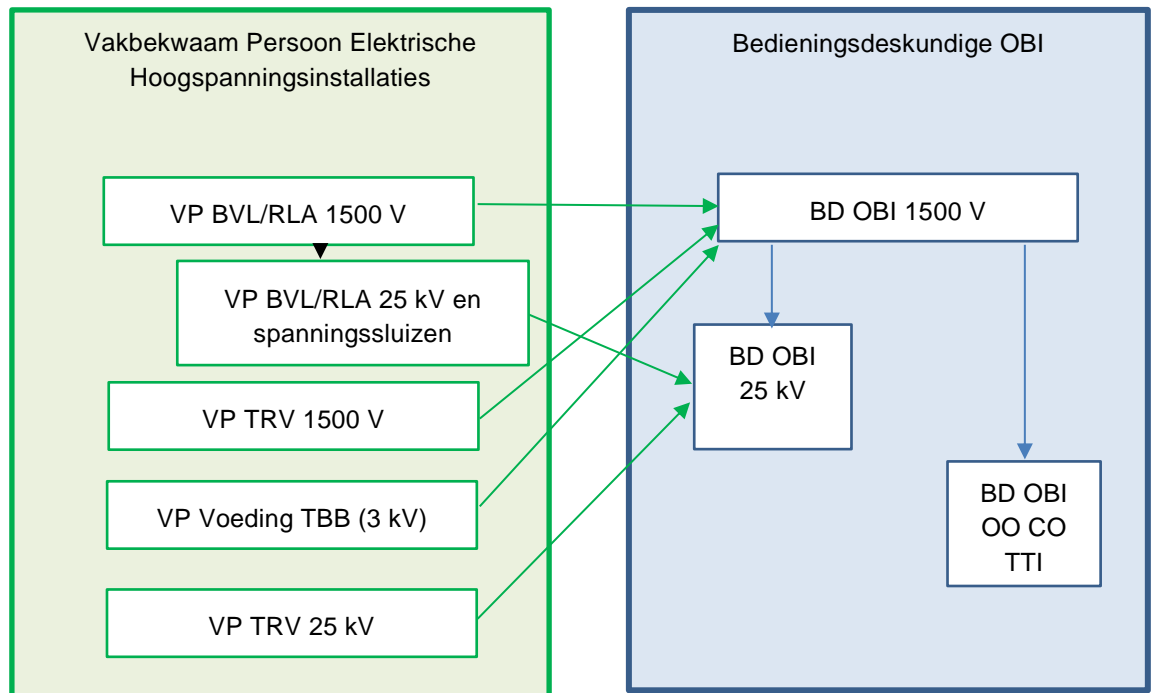 Vakbekwaam Persoon Elektrische
Hoogspanningsinstallaties
VP BVL/RLA 1500 V
VP BVL/RLA 25 kV en
spanningssluizen
VP TRV 1500 V
VP Voeding TBB (3 kV)
VP TRV 25 kV
Bedieningsdeskundige OBI
BD OBI 1500 V
BD OBI
25 kV
BD OBI
OO CO
TTI